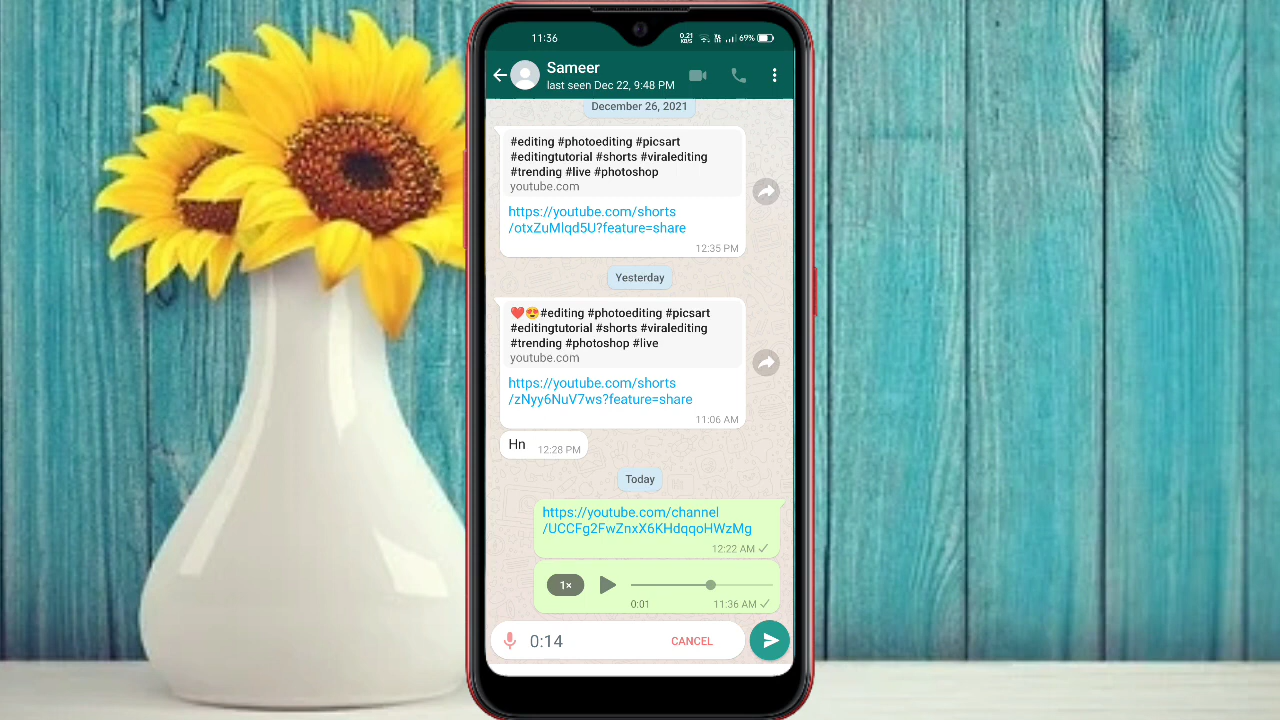 11:36
0.21
KB/S
69%
Sameer
last seen Dec 22, 9:48 PM
December 26, 2021
#editing #photoediting #picsart
#editingtutorial #shorts #viralediting
#trending #live #photoshop
youtube.com
https://youtube.com/shorts
/otxZuMlqd5U?feature=share
12:35 PM
Yesterday
❤️😍#editing #photoediting #picsart
#editingtutorial #shorts #viralediting
#trending #photoshop #live
youtube.com
https://youtube.com/shorts
/zNyy6NuV7ws?feature=share
11:06 AM
Hn 12:28 PM
Today
https://youtube.com/channel
/UCCFg2FwZnxX6KHdqqoHWzMg
12:22 AM
1×
0:01 11:36 AM
0:14 CANCEL